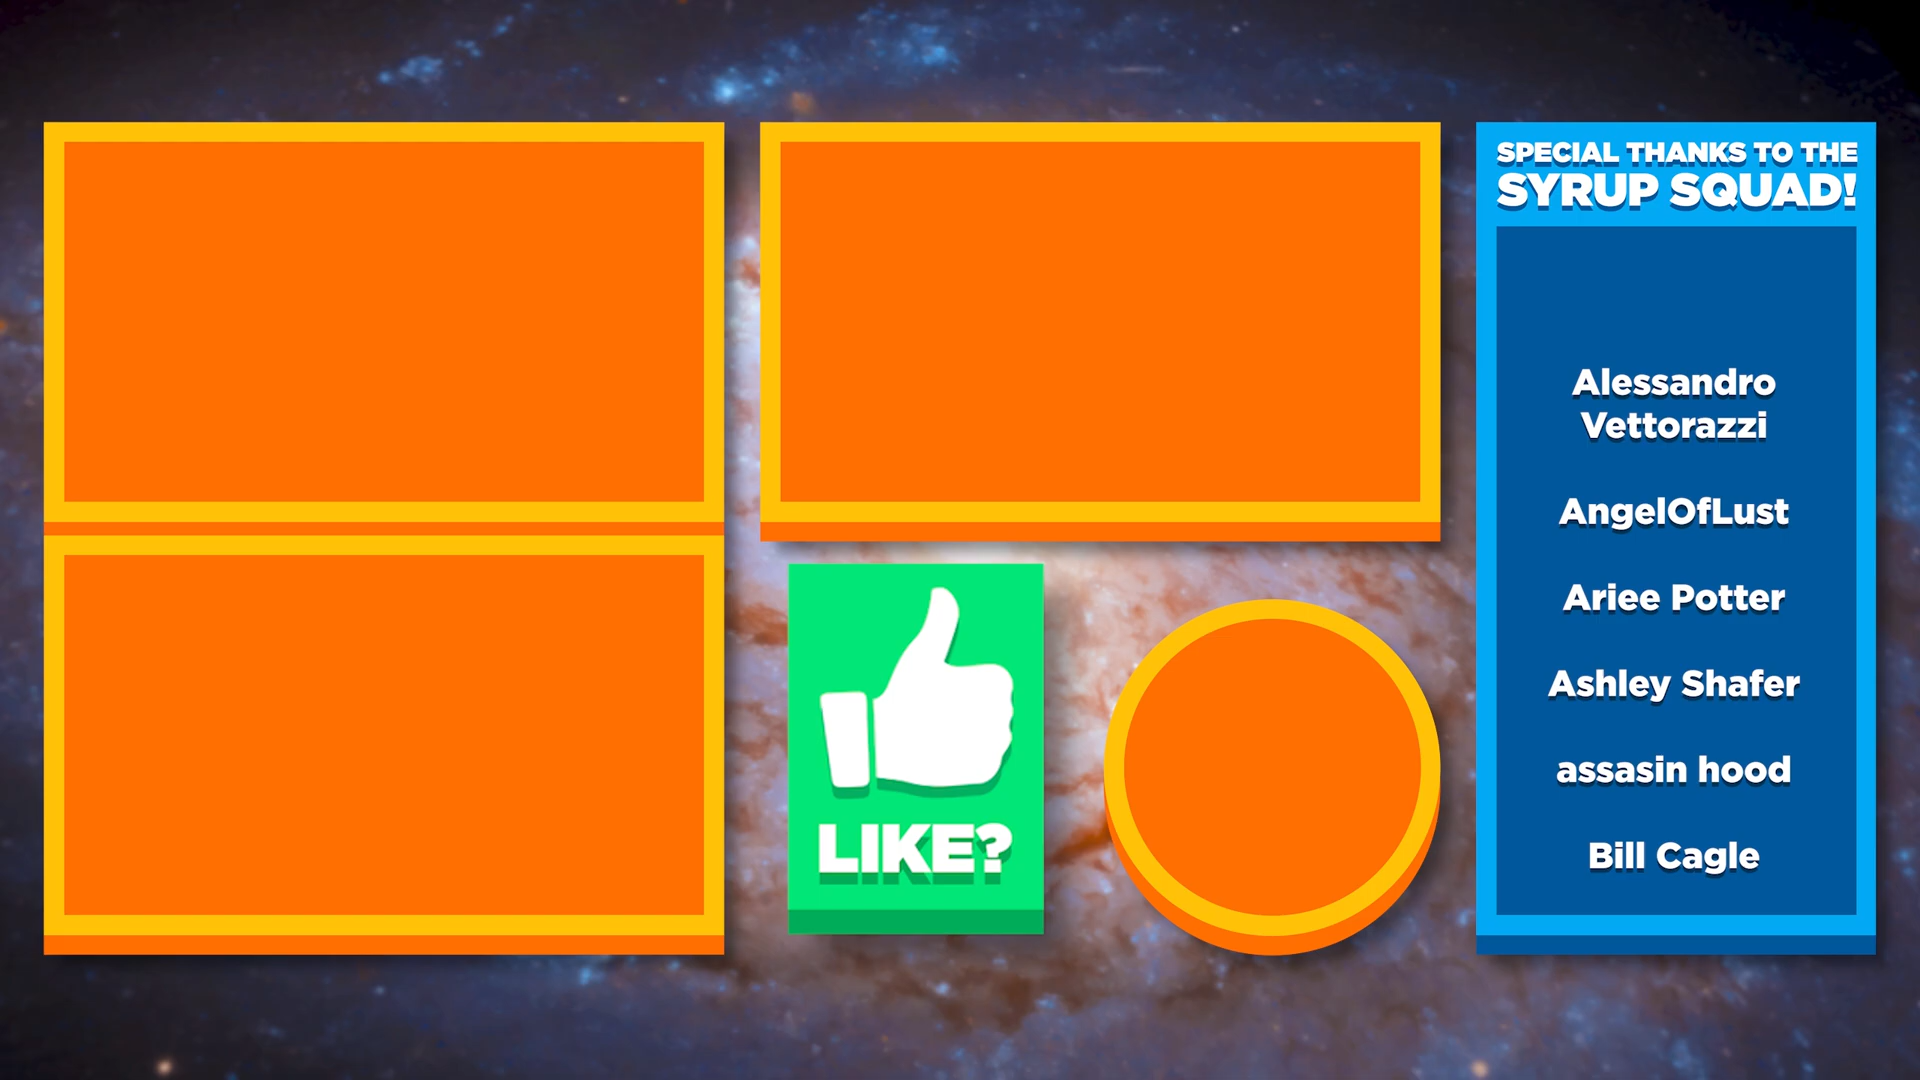 SPECIAL THANKS TO THE
SYRUP SQUAD!
Alessandro
Vettorazzi
AngelOfLust
Ariee Potter
Ashley Shafer
assasin hood
Bill Cagle
LIKE?